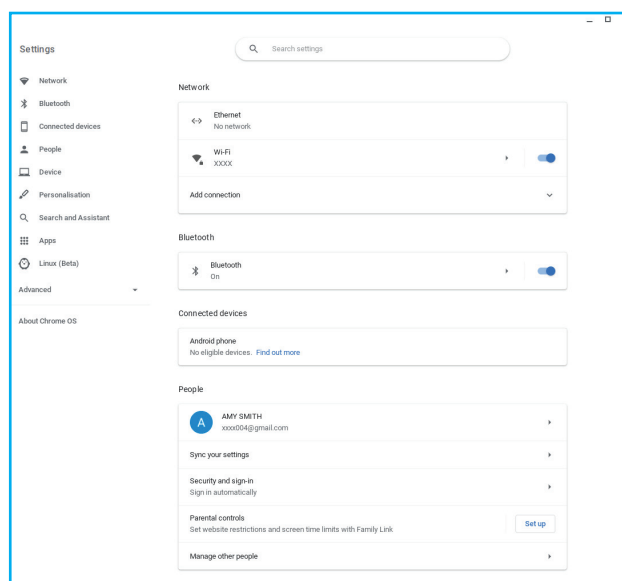 Settings
Search settings
Network
Bluetooth
Connected devices
People
Device
Personalisation
Search and Assistant
Apps
Linux (Beta)
Advanced
About Chrome OS
Network
Ethernet
No network
Wi-Fi
XXXX
Add connection
Bluetooth
Bluetooth
On
Connected devices
Android phone
No eligible devices. Find out more
People
A
AMY SMITH
xxxx004@gmail.com
Sync your settings
Security and sign-in
Sign in automatically
Parental controls
Set website restrictions and screen time limits with Family Link
Set up
Manage other people